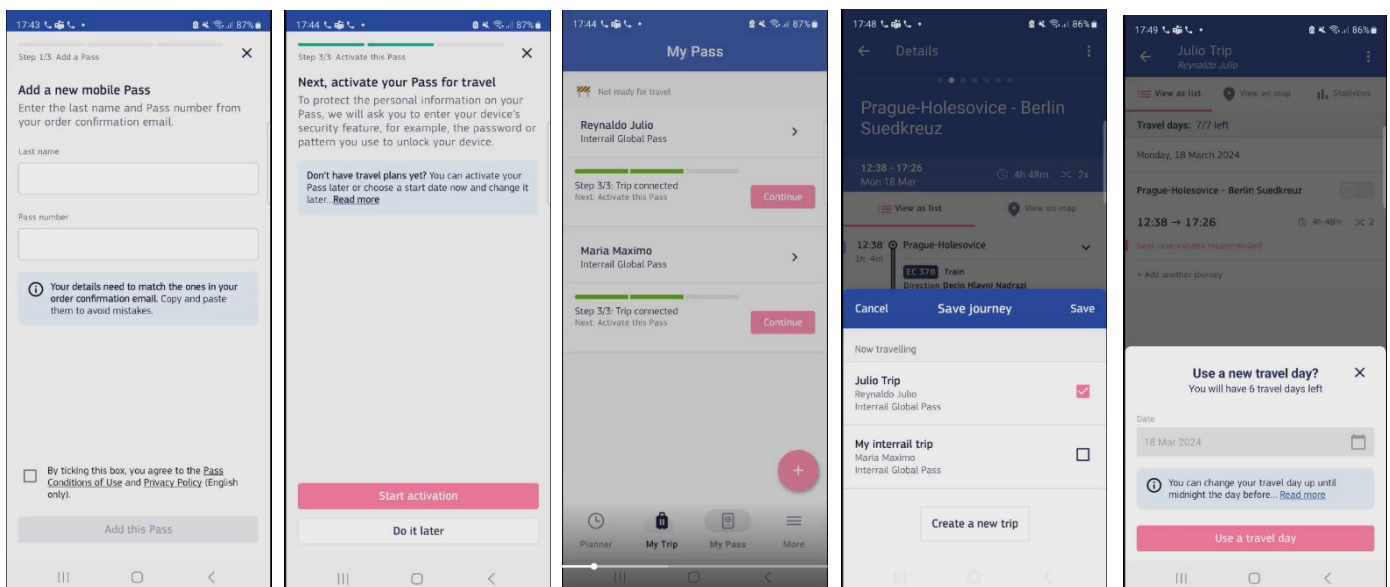 17:43
87%
Step 1/3: Add a Pass
Add a new mobile Pass
Enter the last name and Pass number from
your order confirmation email.
Last name
Pass number
Your details need to match the ones in your
order confirmation email. Copy and paste
them to avoid mistakes.
By ticking this box, you agree to the Pass
Conditions of Use and Privacy Policy (English
only).
Add this Pass
17:44
87%
Step 3/3: Activate this Pass
Next, activate your Pass for travel
To protect the personal information on your
Pass, we will ask you to enter your device's
security feature, for example, the password or
pattern you use to unlock your device.
Don't have travel plans yet? You can activate your
Pass later or choose a start date now and change it
later...Read more
Start activation
Do it later
17:44
87%
My Pass
Not ready for travel
Reynaldo Julio
Interrail Global Pass
Step 3/3: Trip connected
Next: Activate this Pass
Continue
Maria Maximo
Interrail Global Pass
Step 3/3: Trip connected
Next: Activate this Pass
Continue
Planner
My Trip
My Pass
More
17:48
86%
Details
Prague-Holesovice - Berlin
Suedkreuz
12:38 - 17:26
Mon 18 Mar
4h 48m
2x
View as list
View on map
12:38
Prague-Holesovice
1h 4m
EC 378 Train
Direction Decin Hlavni Nadrazi
Cancel
Save journey
Save
Now travelling
Julio Trip
Reynaldo Julio
Interrail Global Pass
My interrail trip
Maria Maximo
Interrail Global Pass
Create a new trip
17:49
86%
Julio Trip
Reynaldo Julio
View as list
View on map
Statistics
Travel days: 7/7 left
Monday, 18 March 2024
Prague-Holesovice - Berlin Suedkreuz
12:38 → 17:26
4h 48m
2
Seat reservations recommended
+ Add another journey
Use a new travel day?
You will have 6 travel days left
Date
18 Mar 2024
You can change your travel day up until
midnight the day before... Read more
Use a travel day